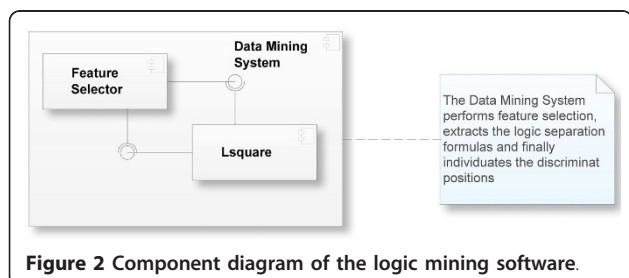 Data Mining
System
Feature
Selector
Lsquare
The Data Mining System
performs feature selection,
extracts the logic separation
formulas and finally
individuates the discriminat
positions
Figure 2 Component diagram of the logic mining software.